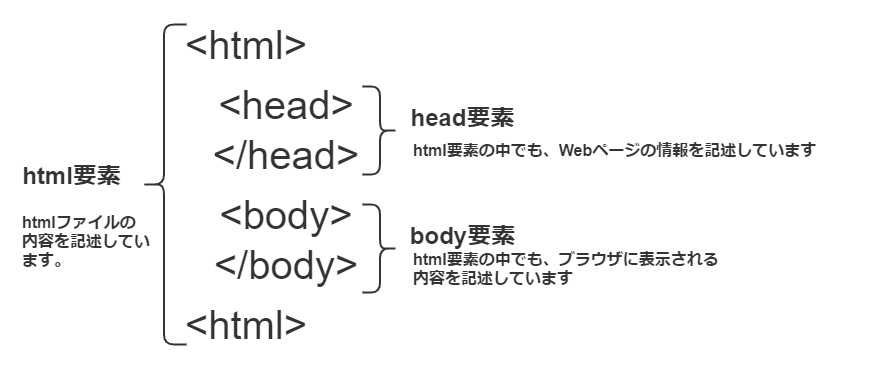 <html>
<head>
head要素
html要素の中でも、Webページの情報を記述しています
</head>
html要素
htmlファイルの
内容を記述してい
ます。
<body>
body要素
html要素の中でも、ブラウザに表示される
内容を記述しています
</body>
<html>